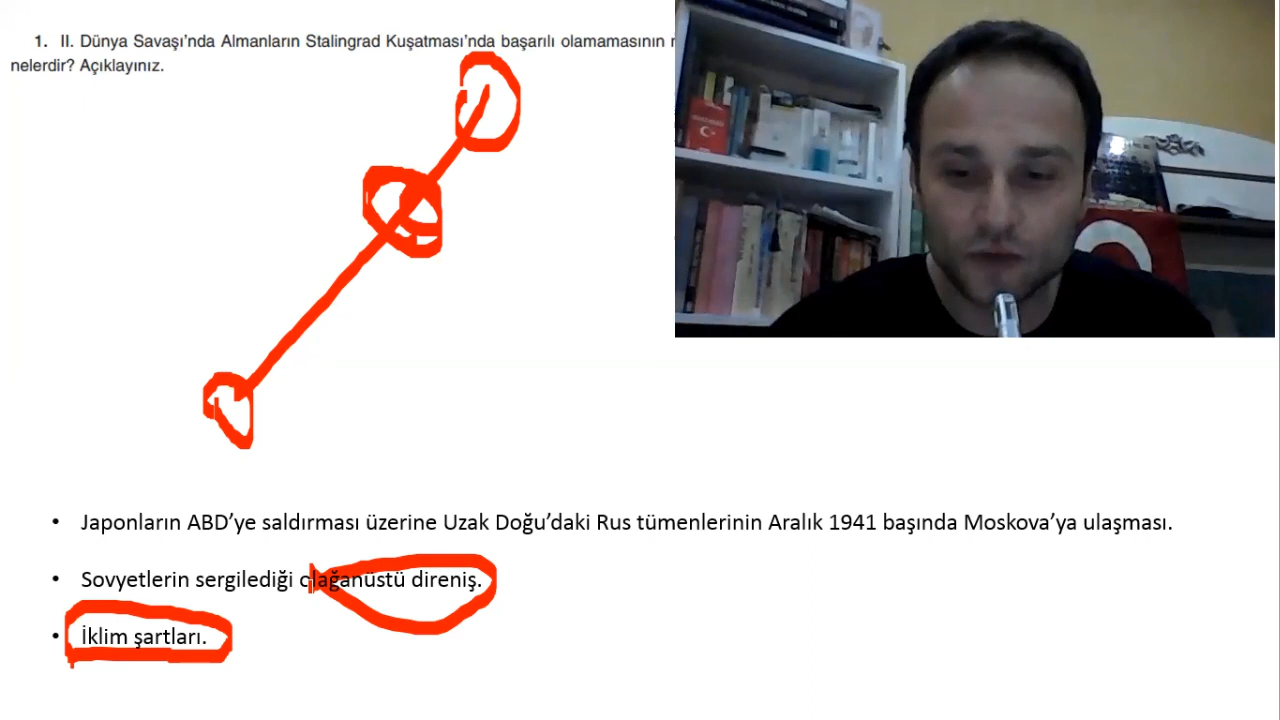 1. II. Dünya Savaşı’nda Almanların Stalingrad Kuşatması’nda başarılı olamamasının
nelerdir? Açıklayınız.
• Japonların ABD’ye saldırması üzerine Uzak Doğu’daki Rus tümenlerinin Aralık 1941 başında Moskova’ya ulaşması.
• Sovyetlerin sergilediği olağanüstü direniş.
• İklim şartları.